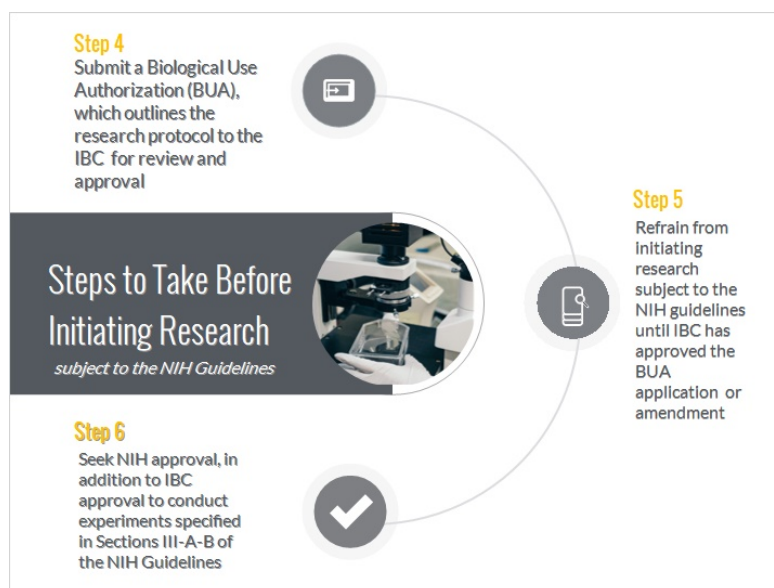 Step 4
Submit a Biological Use
Authorization (BUA),
which outlines the
research protocol to the
IBC for review and
approval
Steps to Take Before
Initiating Research
subject to the NIH Guidelines
Step 5
Refrain from
initiating
research
subject to the
NIH guidelines
until IBC has
approved the
BUA
application or
amendment
Step 6
Seek NIH approval, in
addition to IBC
approval to conduct
experiments specified
in Sections III-A-B of
the NIH Guidelines